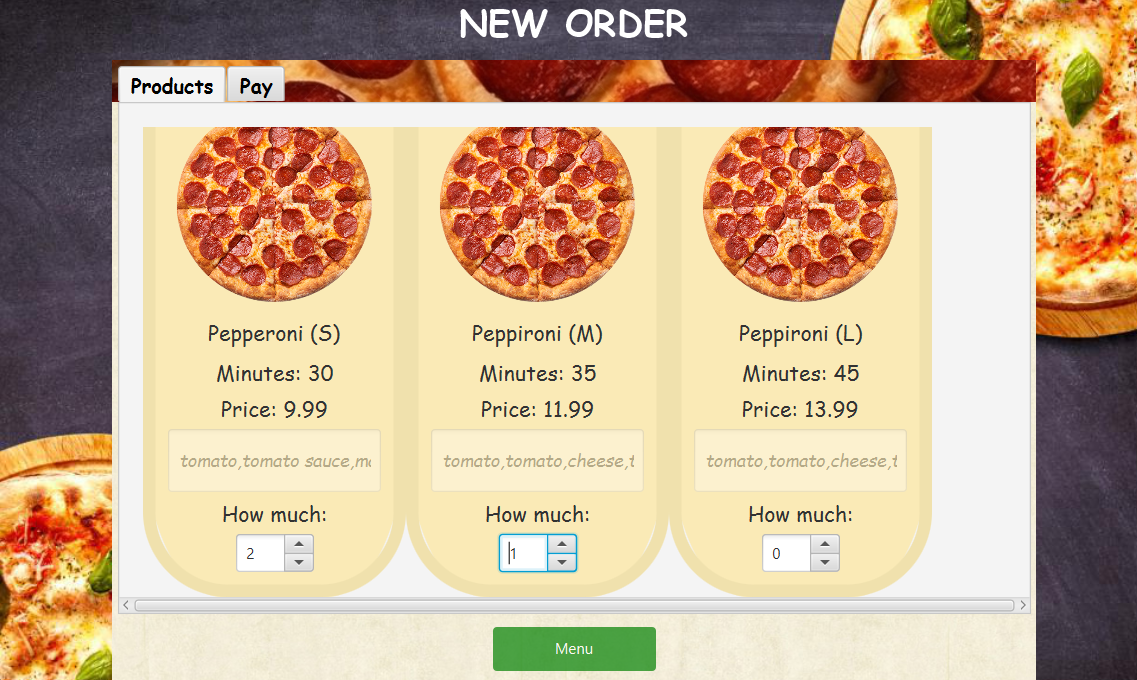 NEW ORDER
Products Pay
Pepperoni (S)
Minutes: 30
Price: 9.99
tomato,tomato sauce,
How much:
2
Peppironi (M)
Minutes: 35
Price: 11.99
tomato,tomato,cheese,
How much:
1
Peppironi (L)
Minutes: 45
Price: 13.99
tomato,tomato,cheese,
How much:
0
Menu